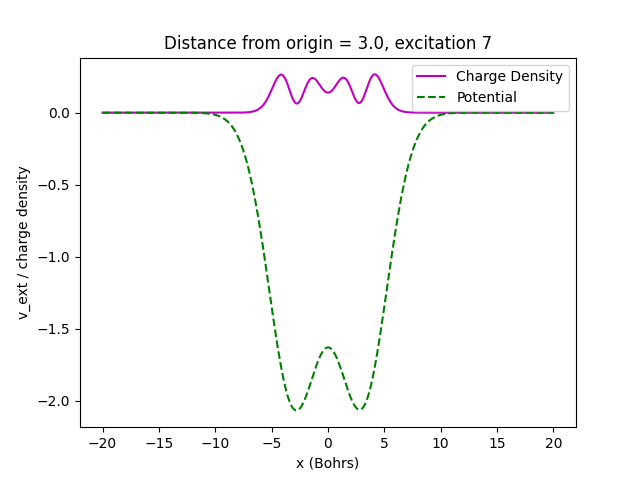 Distance from origin = 3.0, excitation 7
Charge Density
Potential
v_ext / charge density
0.0
−0.5
−1.0
−1.5
−2.0
−20
−15
−10
−5
0
5
10
15
20
x (Bohrs)